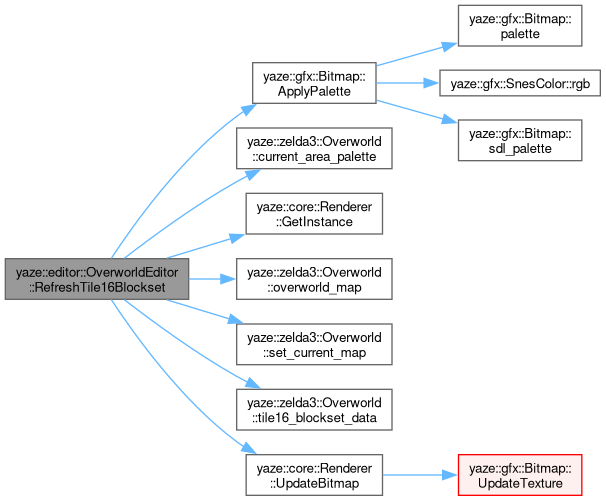 yaze::editor::OverworldEditor
::RefreshTile16Blockset
yaze::gfx::Bitmap::
ApplyPalette
yaze::gfx::Bitmap::
palette
yaze::gfx::SnesColor::rgb
yaze::gfx::Bitmap::
sdl_palette
yaze::zelda3::Overworld
::current_area_palette
yaze::core::Renderer
::GetInstance
yaze::zelda3::Overworld
::overworld_map
yaze::zelda3::Overworld
::set_current_map
yaze::zelda3::Overworld
::tile16_blockset_data
yaze::core::Renderer
::UpdateBitmap
yaze::gfx::Bitmap::
UpdateTexture